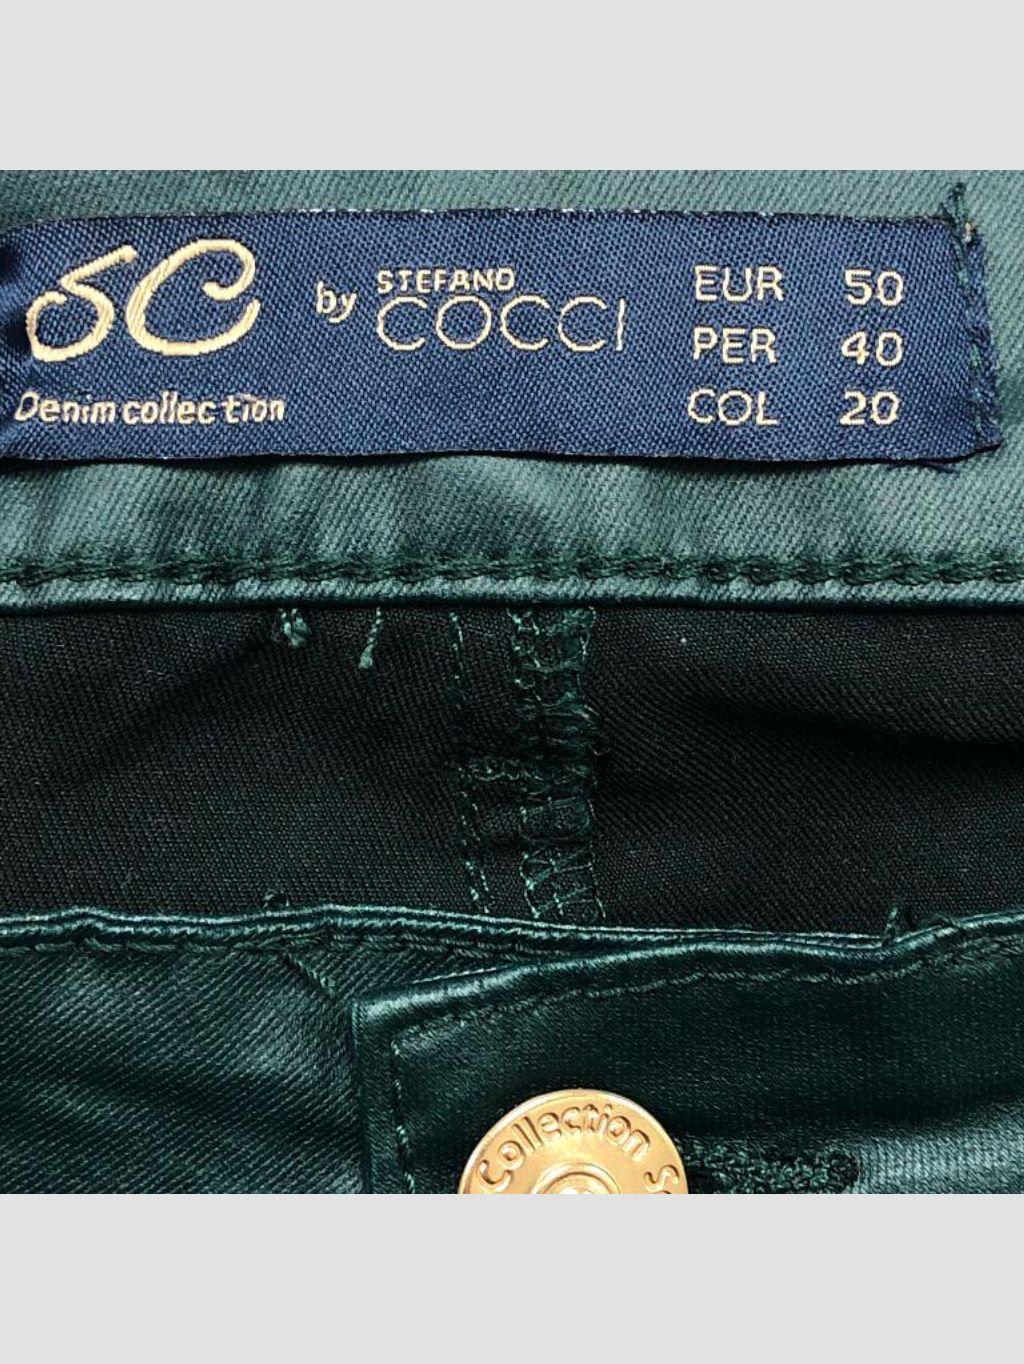 SC by STEFANO COCCI
Denim collection
EUR 50
PER 40
COL 20
Collection